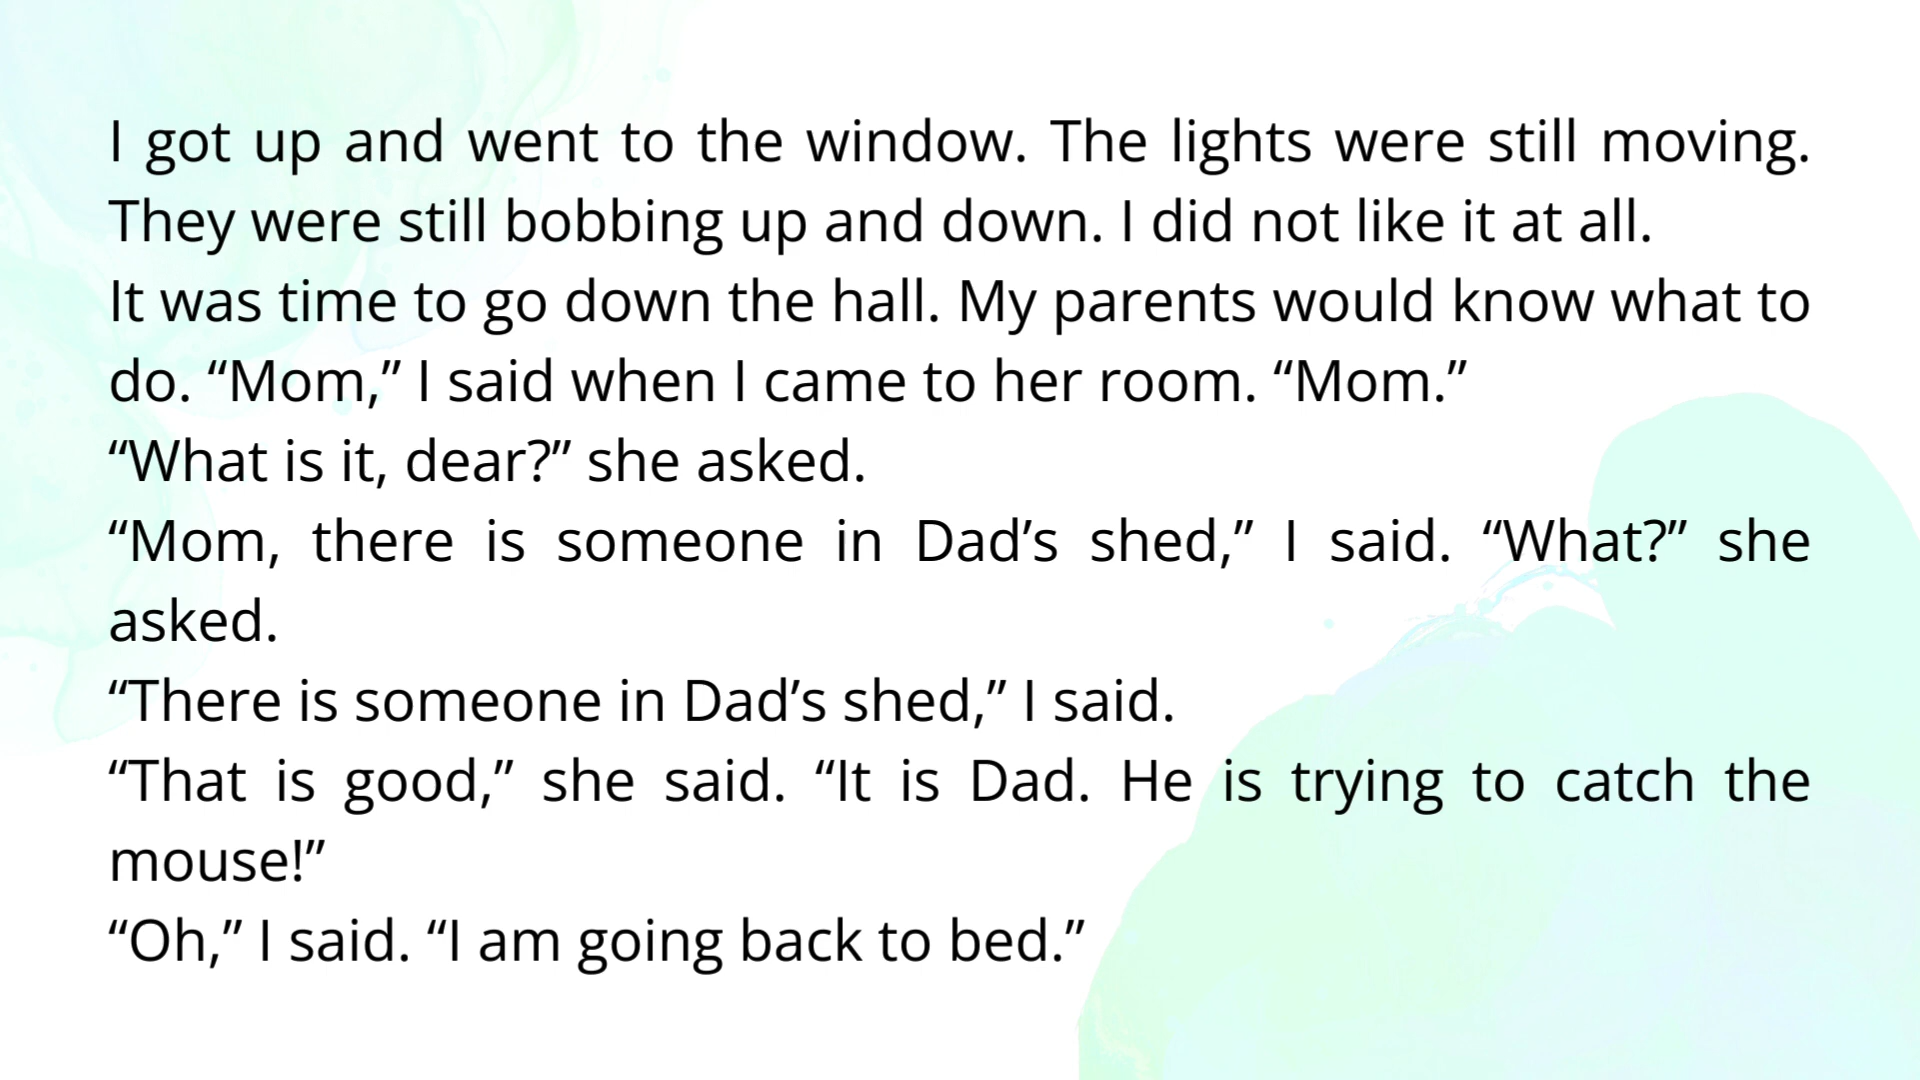 I got up and went to the window. The lights were still moving.
They were still bobbing up and down. I did not like it at all.
It was time to go down the hall. My parents would know what to
do. “Mom,” I said when I came to her room. “Mom.”
“What is it, dear?” she asked.
“Mom, there is someone in Dad’s shed,” I said. “What?” she
asked.
“There is someone in Dad’s shed,” I said.
“That is good,” she said. “It is Dad. He is trying to catch the
mouse!”
“Oh,” I said. “I am going back to bed.”